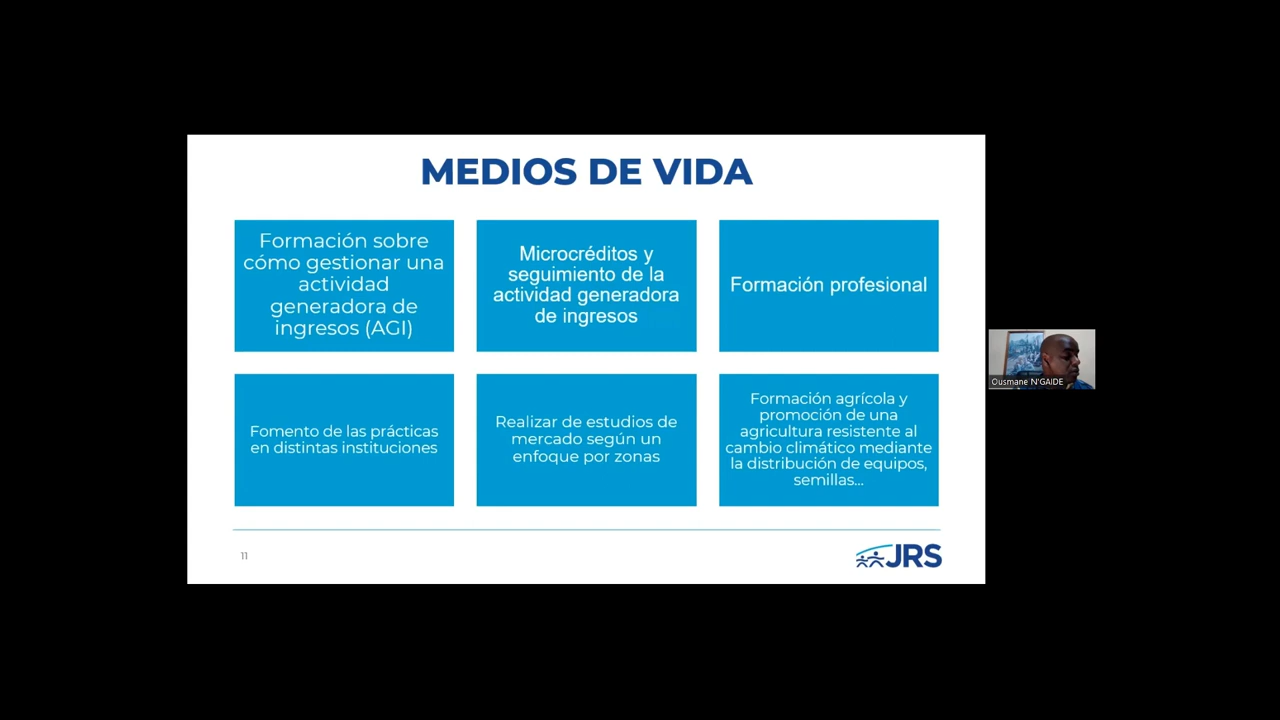 MEDIOS DE VIDA
Formación sobre
cómo gestionar una
actividad
generadora de
ingresos (AGI)
Microcréditos y
seguimiento de la
actividad generadora
de ingresos
Formación profesional
Fomento de las prácticas
en distintas instituciones
Realizar de estudios de
mercado según un
enfoque por zonas
Formación agrícola y
promoción de una
agricultura resistente al
cambio climático mediante
la distribución de equipos,
semillas...
11
JRS
Ousmane N'GAIDE